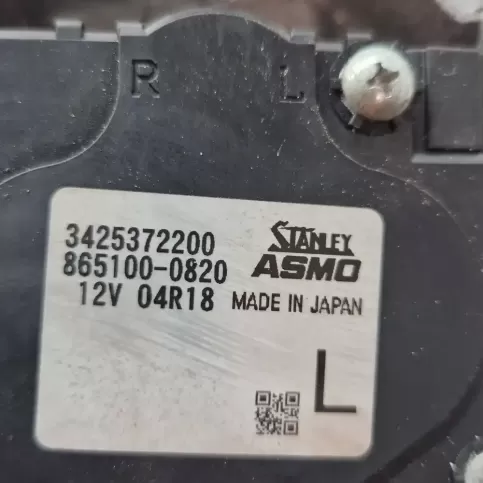 R L
3425372200 STANLEY
865100-0820 ASMO
12V 04R18 MADE IN JAPAN
L